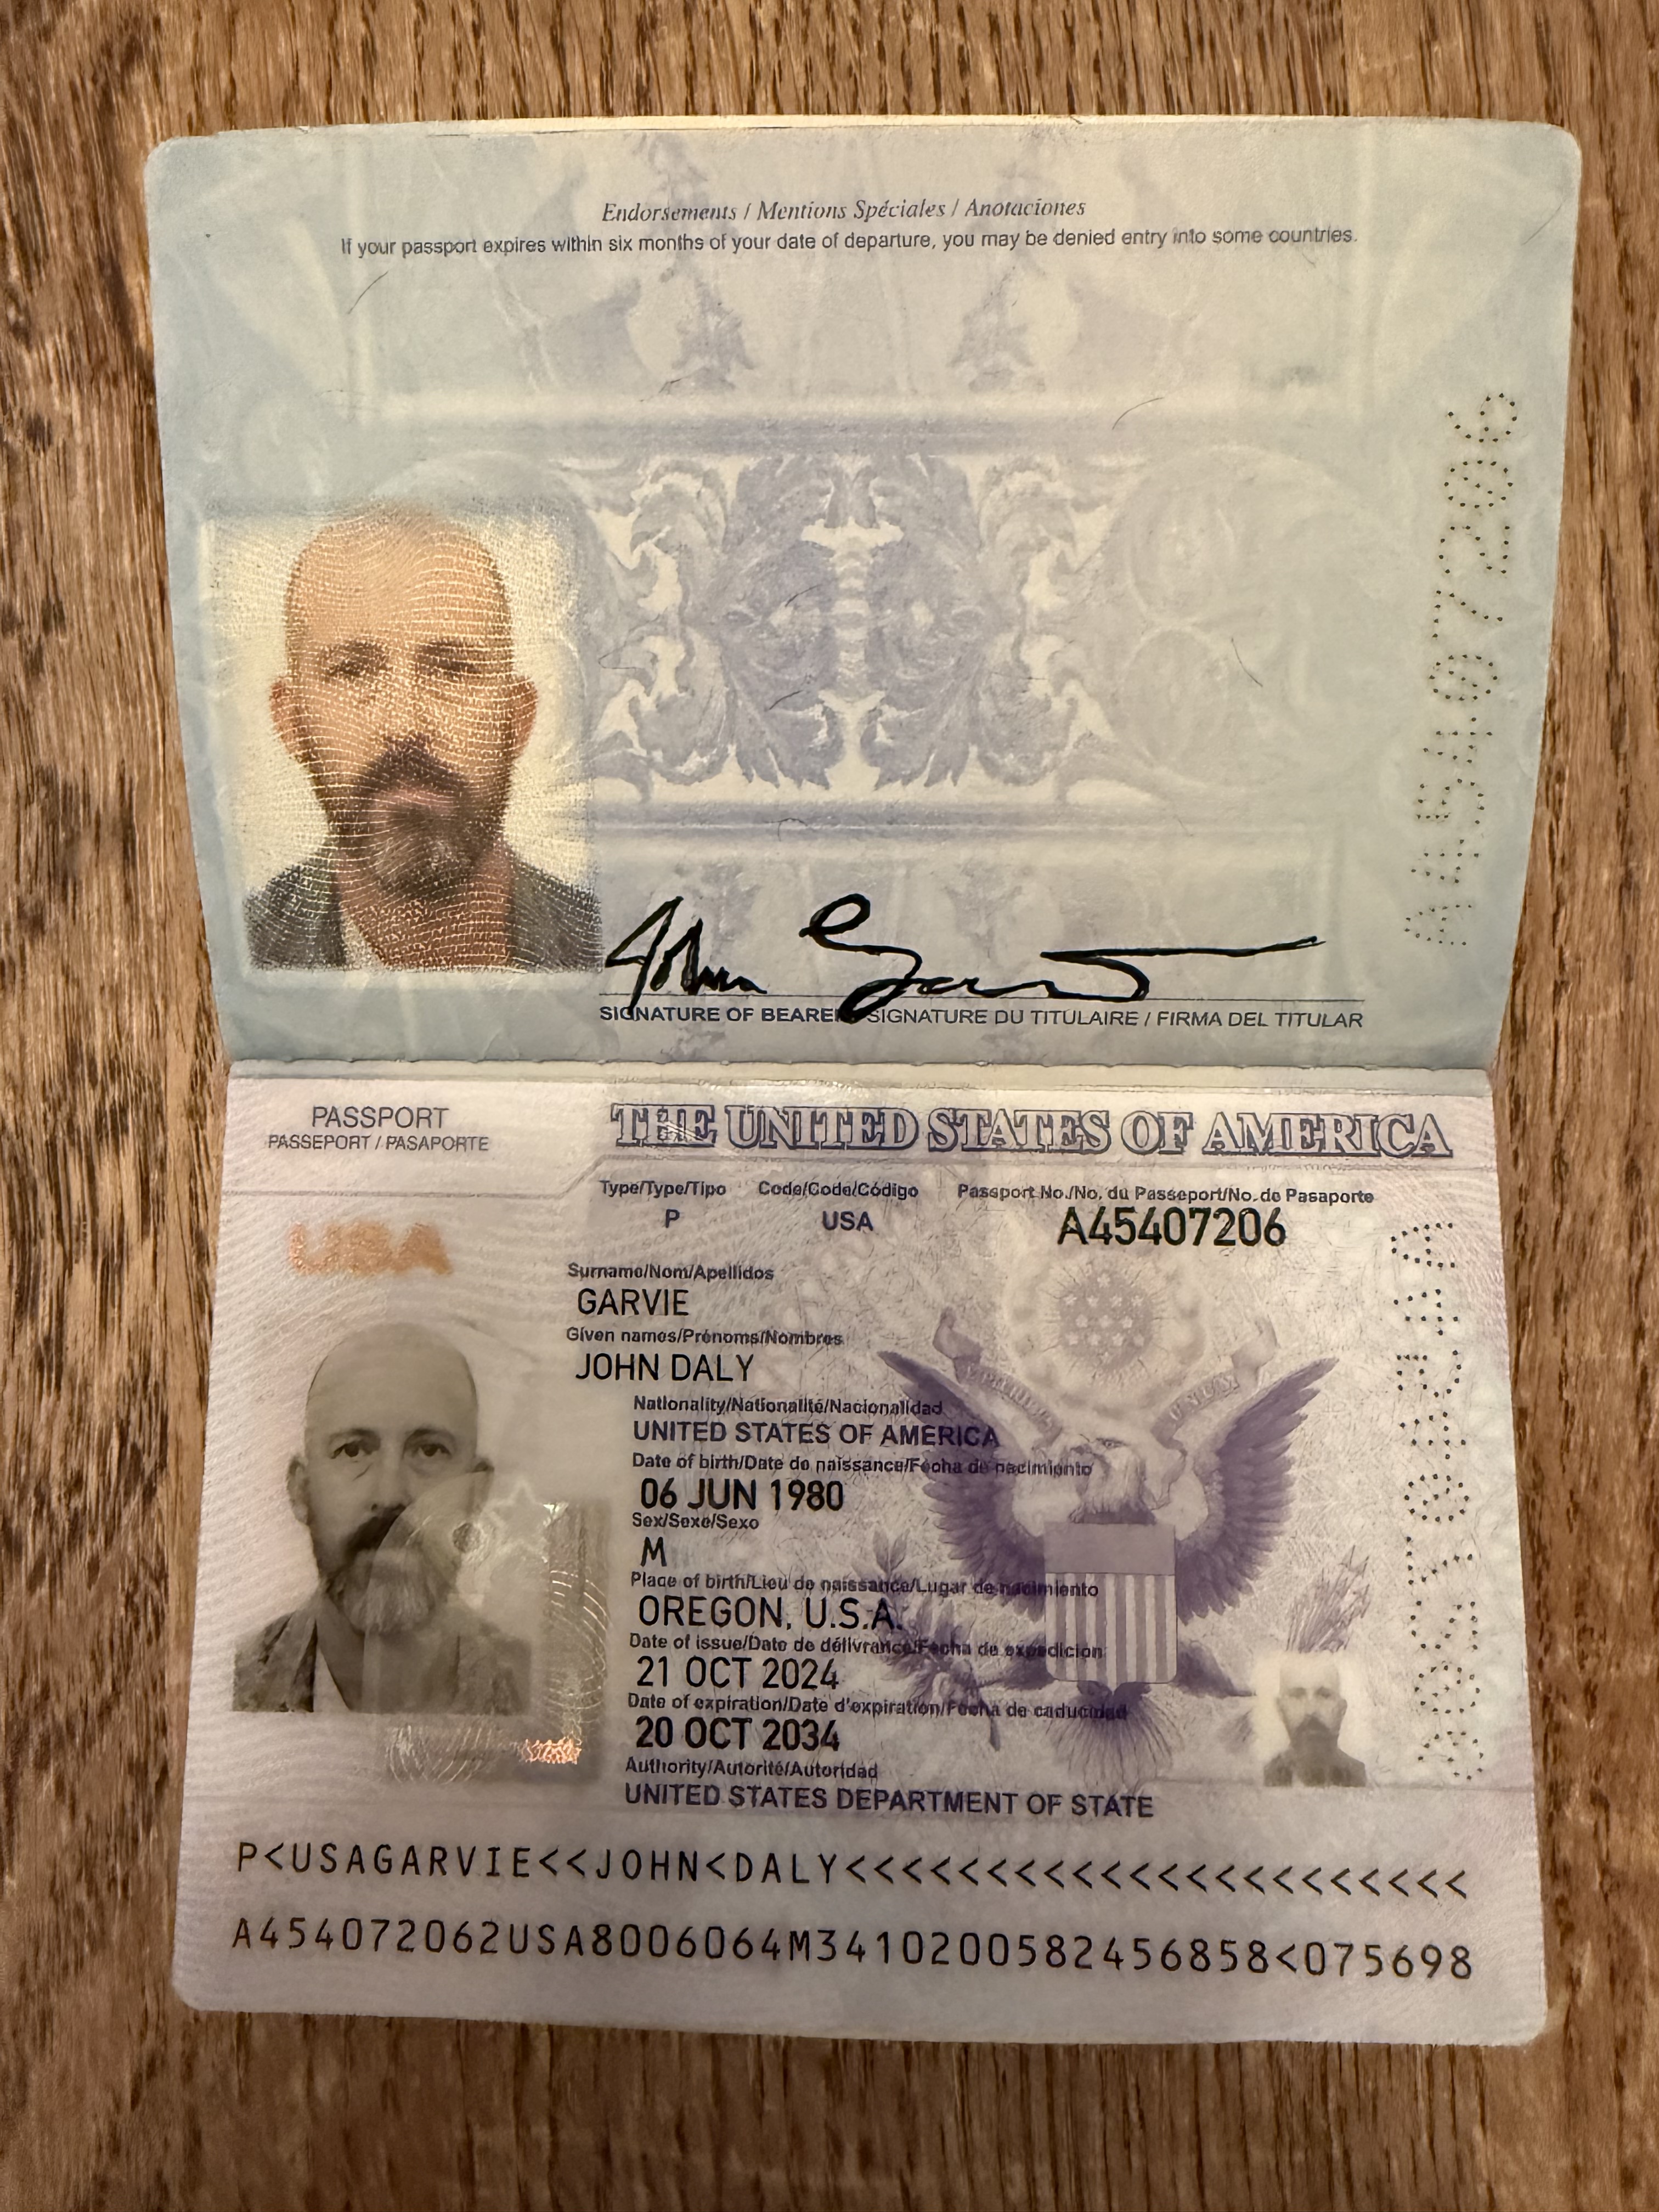 Endorsements / Mentions Spéciales / Anotaciones
If your passport expires within six months of your date of departure, you may be denied entry into some countries.
A45407206
John Garvie
SIGNATURE OF BEARER / SIGNATURE DU TITULAIRE / FIRMA DEL TITULAR
PASSPORT
PASSEPORT / PASAPORTE
THE UNITED STATES OF AMERICA
Type/Type/Tipo Code/Code/Código Passport No./No. du Passeport/No. de Pasaporte
P USA A45407206
USA
Surname/Nom/Apellidos
GARVIE
Given names/Prénoms/Nombres
JOHN DALY
Nationality/Nationalité/Nacionalidad
UNITED STATES OF AMERICA
Date of birth/Date de naissance/Fecha de nacimiento
06 JUN 1980
Sex/Sexe/Sexo
M
Place of birth/Lieu de naissance/Lugar de nacimiento
OREGON, U.S.A.
Date of issue/Date de délivrance/Fecha de expedicion
21 OCT 2024
Date of expiration/Date d'expiration/Fecha de caducidad
20 OCT 2034
Authority/Autorité/Autoridad
UNITED STATES DEPARTMENT OF STATE
P<USAGARVIE<<JOHN<DALY<<<<<<<<<<<<<<<<<<<<<<
A454072062USA8006064M3410200582456858<075698